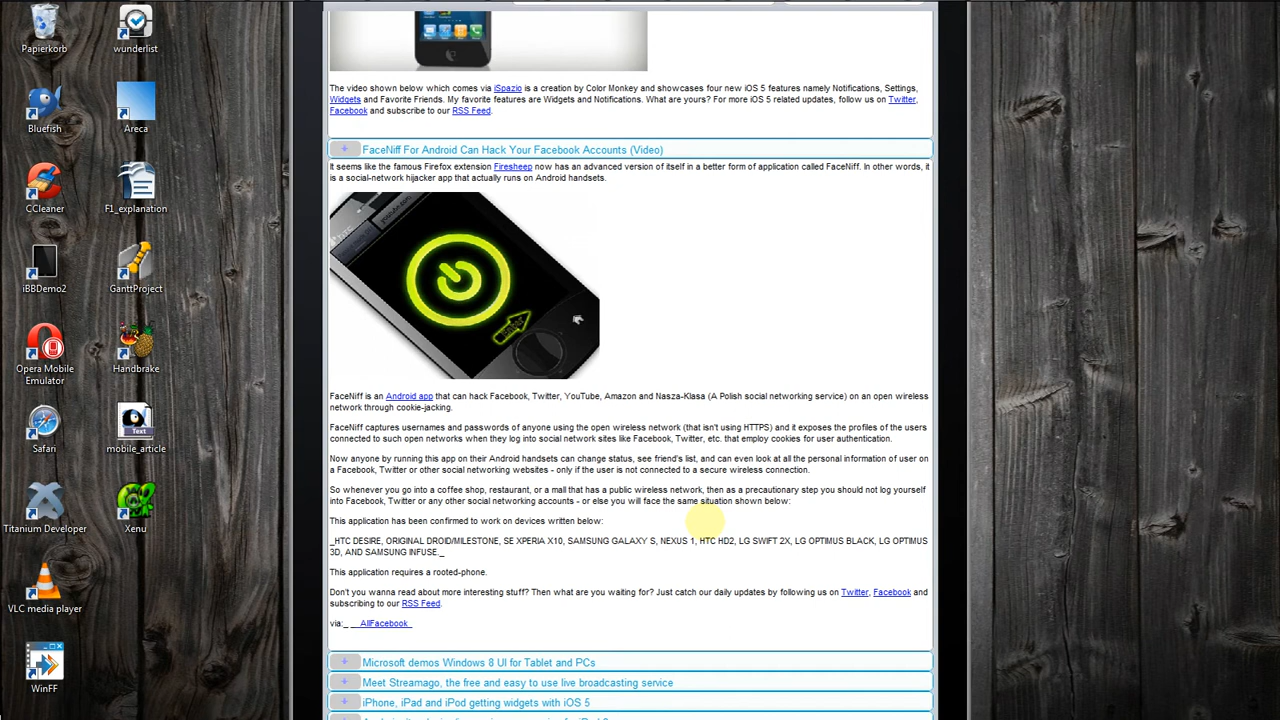 Papierkorb
wunderlist
Bluefish
Areca
CCleaner
F1_explanation
iBBDemo2
GanttProject
Opera Mobile
Emulator
Handbrake
Safari
Text
mobile_article
Titanium Developer
Xenu
VLC media player
WinFF
The video shown below which comes via iSpazio is a creation by Color Monkey and showcases four new iOS 5 features namely Notifications, Settings,
Widgets and Favorite Friends. My favorite features are Widgets and Notifications. What are yours? For more iOS 5 related updates, follow us on Twitter,
Facebook and subscribe to our RSS Feed.
+ FaceNiff For Android Can Hack Your Facebook Accounts (Video)
It seems like the famous Firefox extension Firesheep now has an advanced version of itself in a better form of application called FaceNiff. In other words, it
is a social-network hijacker app that actually runs on Android handsets.
FaceNiff is an Android app that can hack Facebook, Twitter, YouTube, Amazon and Nasza-Klasa (A Polish social networking service) on an open wireless
network through cookie-jacking.
FaceNiff captures usernames and passwords of anyone using the open wireless network (that isn't using HTTPS) and it exposes the profiles of the users
connected to such open networks when they log into social network sites like Facebook, Twitter, etc. that employ cookies for user authentication.
Now anyone by running this app on their Android handsets can change status, see friend's list, and can even look at all the personal information of user on
a Facebook, Twitter or other social networking websites - only if the user is not connected to a secure wireless connection.
So whenever you go into a coffee shop, restaurant, or a mall that has a public wireless network, then as a precautionary step you should not log yourself
into Facebook, Twitter or any other social networking accounts - or else you will face the same situation shown below:
This application has been confirmed to work on devices written below:
_HTC DESIRE, ORIGINAL DROID/MILESTONE, SE XPERIA X10, SAMSUNG GALAXY S, NEXUS 1, HTC HD2, LG SWIFT 2X, LG OPTIMUS BLACK, LG OPTIMUS
3D, AND SAMSUNG INFUSE._
This application requires a rooted-phone.
Don't you wanna read about more interesting stuff? Then what are you waiting for? Just catch our daily updates by following us on Twitter, Facebook and
subscribing to our RSS Feed.
via:_ __AllFacebook_
+ Microsoft demos Windows 8 UI for Tablet and PCs
+ Meet Streamago, the free and easy to use live broadcasting service
+ iPhone, iPad and iPod getting widgets with iOS 5